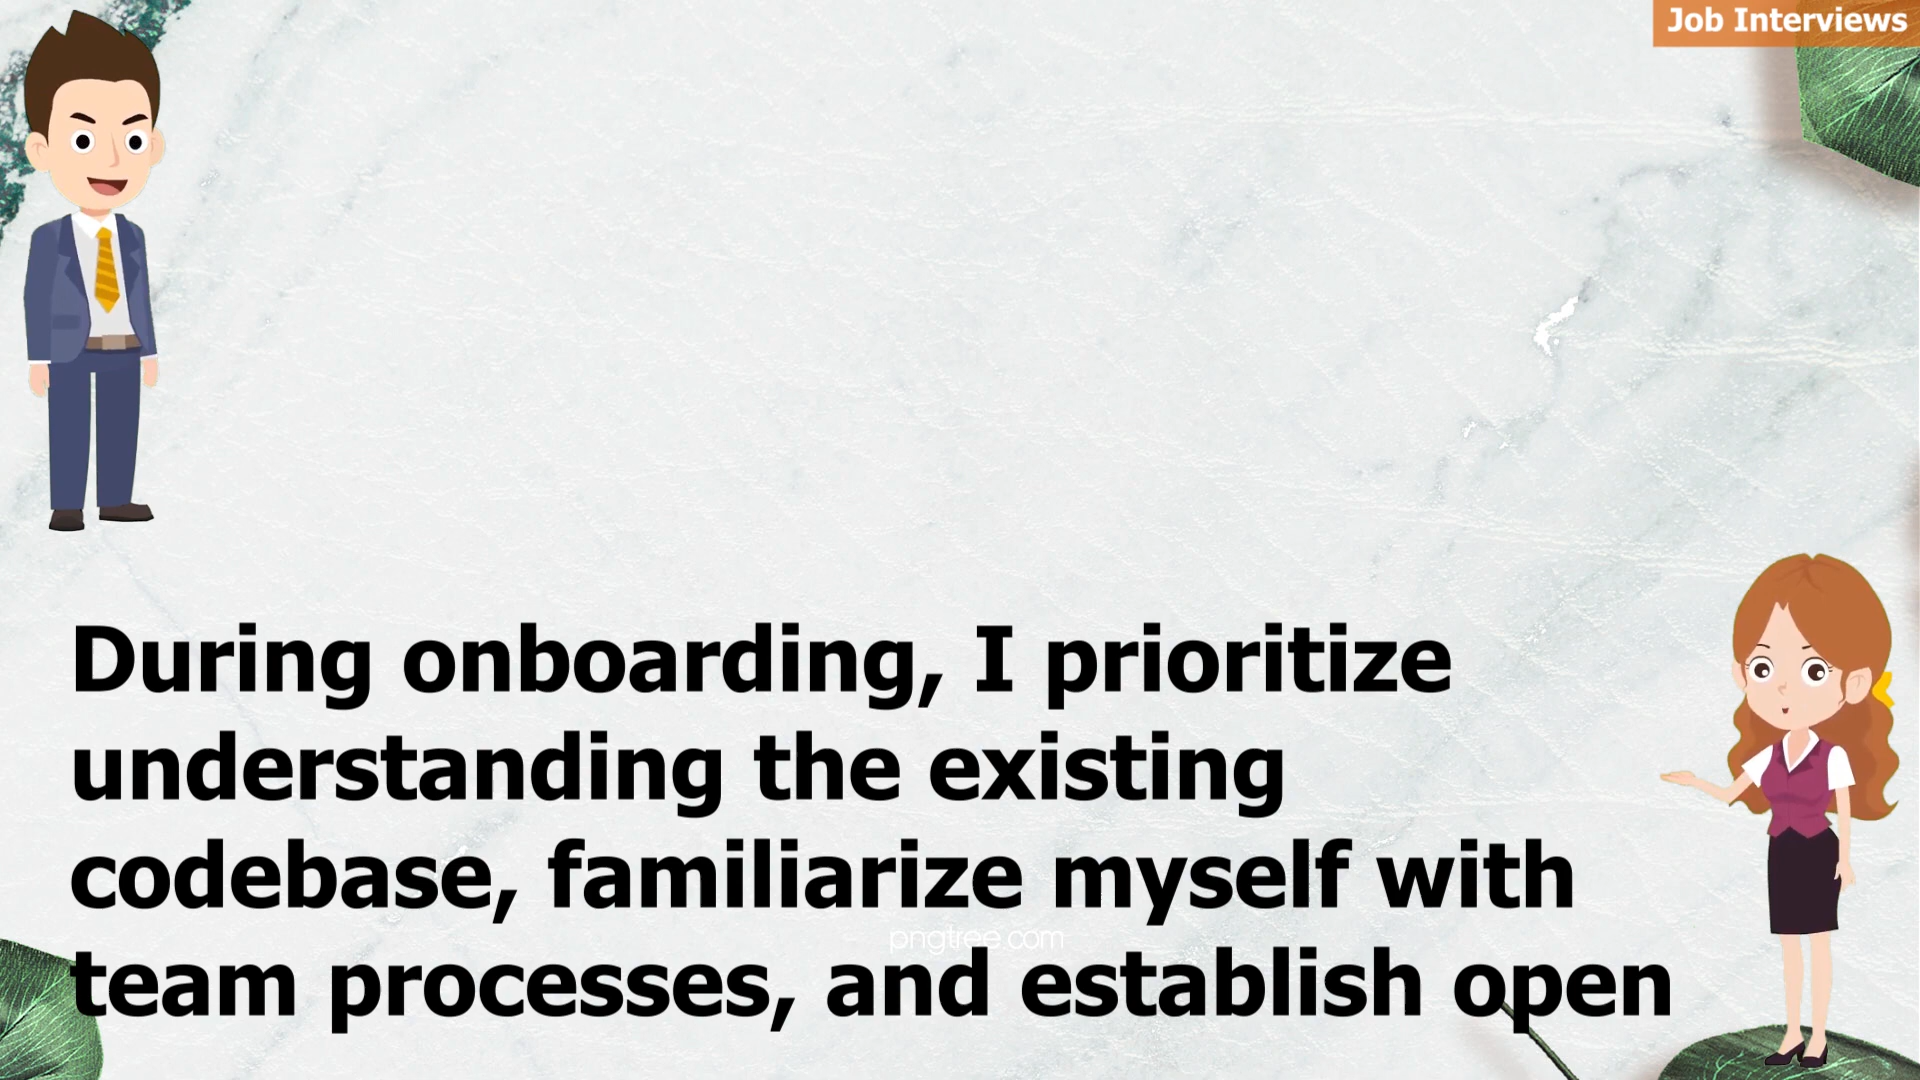 Job Interviews
During onboarding, I prioritize
understanding the existing
codebase, familiarize myself with
pngtree.com
team processes, and establish open